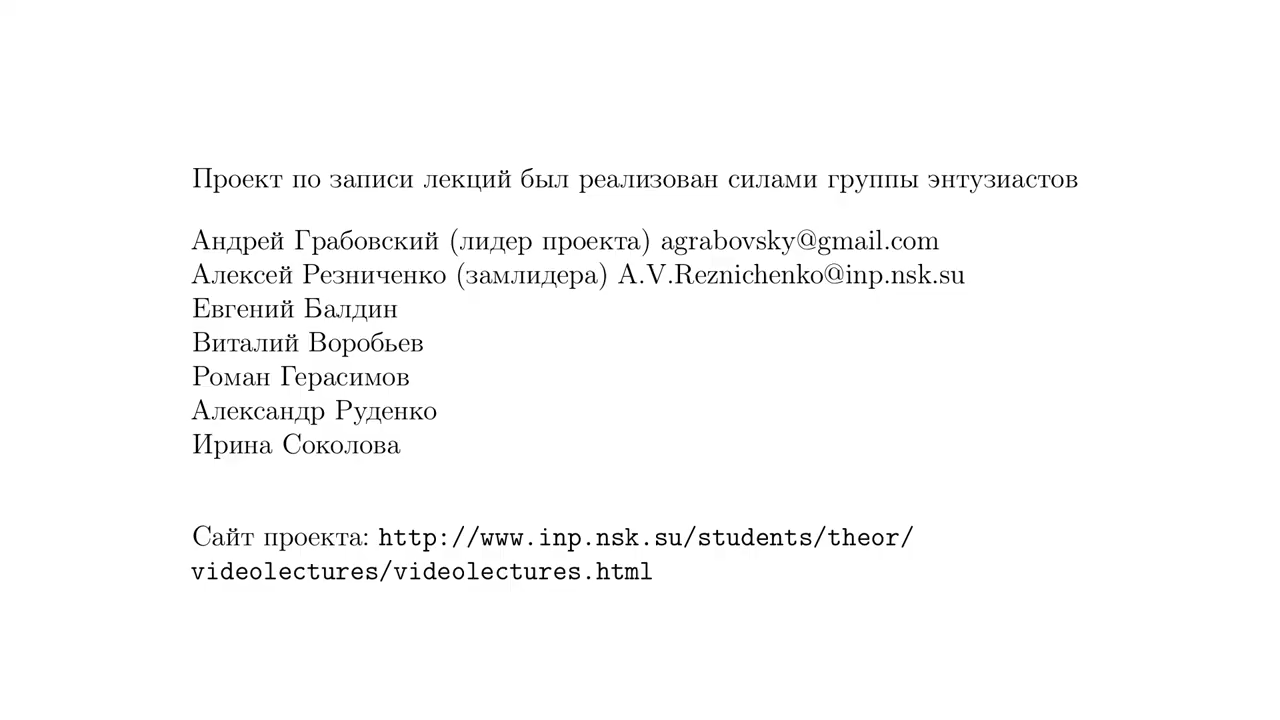 Проект по записи лекций был реализован силами группы энтузиастов
Андрей Грабовский (лидер проекта) agrabovsky@gmail.com
Алексей Резниченко (замлидера) A.V.Reznichenko@inp.nsk.su
Евгений Балдин
Виталий Воробьев
Роман Герасимов
Александр Руденко
Ирина Соколова
Сайт проекта: http://www.inp.nsk.su/students/theor/
videolectures/videolectures.html